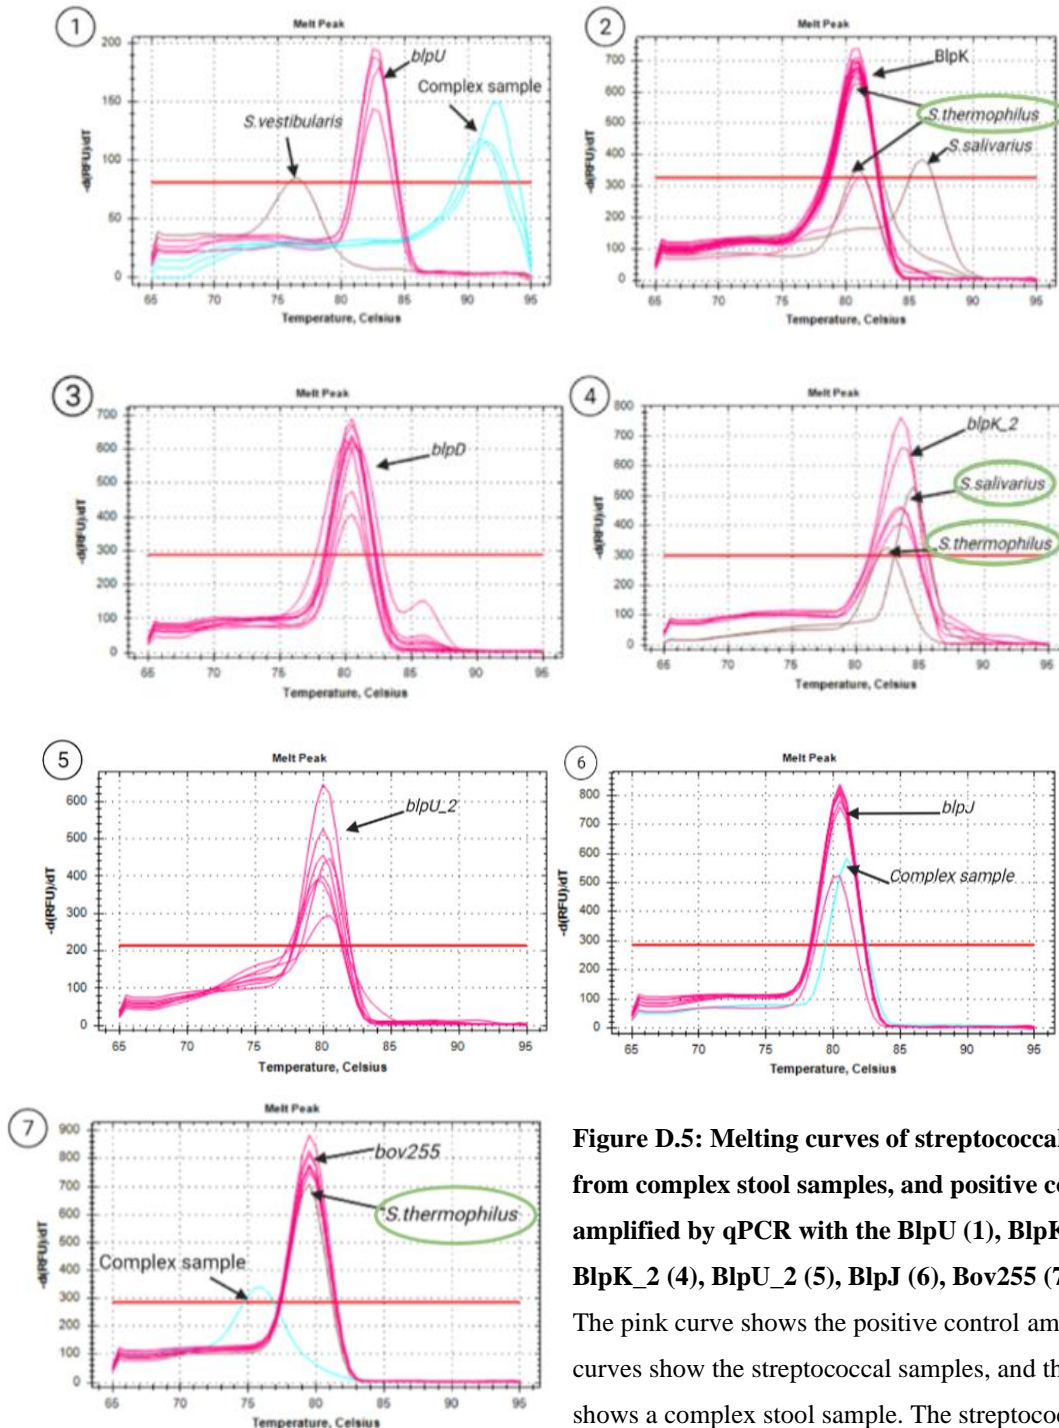 1
Melt Peak
200
150
100
50
0
-d(RFU)/dT
blpU
Complex sample
S.vestibularis
65 70 75 80 85 90 95
Temperature, Celsius
2
Melt Peak
700
600
500
400
300
200
100
0
-d(RFU)/dT
BlpK
S.thermophilus
S.salivarius
65 70 75 80 85 90 95
Temperature, Celsius
3
Melt Peak
700
600
500
400
300
200
100
0
-d(RFU)/dT
blpD
65 70 75 80 85 90 95
Temperature, Celsius
4
Melt Peak
800
700
600
500
400
300
200
100
0
-d(RFU)/dT
blpK_2
S.salivarius
S.thermophilus
65 70 75 80 85 90 95
Temperature, Celsius
5
Melt Peak
600
500
400
300
200
100
0
-d(RFU)/dT
blpU_2
65 70 75 80 85 90 95
Temperature, Celsius
6
Melt Peak
800
700
600
500
400
300
200
100
0
-d(RFU)/dT
blpJ
Complex sample
65 70 75 80 85 90 95
Temperature, Celsius
7
Melt Peak
900
800
700
600
500
400
300
200
100
0
-d(RFU)/dT
bov255
S.thermophilus
Complex sample
65 70 75 80 85 90 95
Temperature, Celsius
Figure D.5: Melting curves of streptococcal
from complex stool samples, and positive co
amplified by qPCR with the BlpU (1), BlpK
BlpK_2 (4), BlpU_2 (5), BlpJ (6), Bov255 (7
The pink curve shows the positive control am
curves show the streptococcal samples, and th
shows a complex stool sample. The streptoco